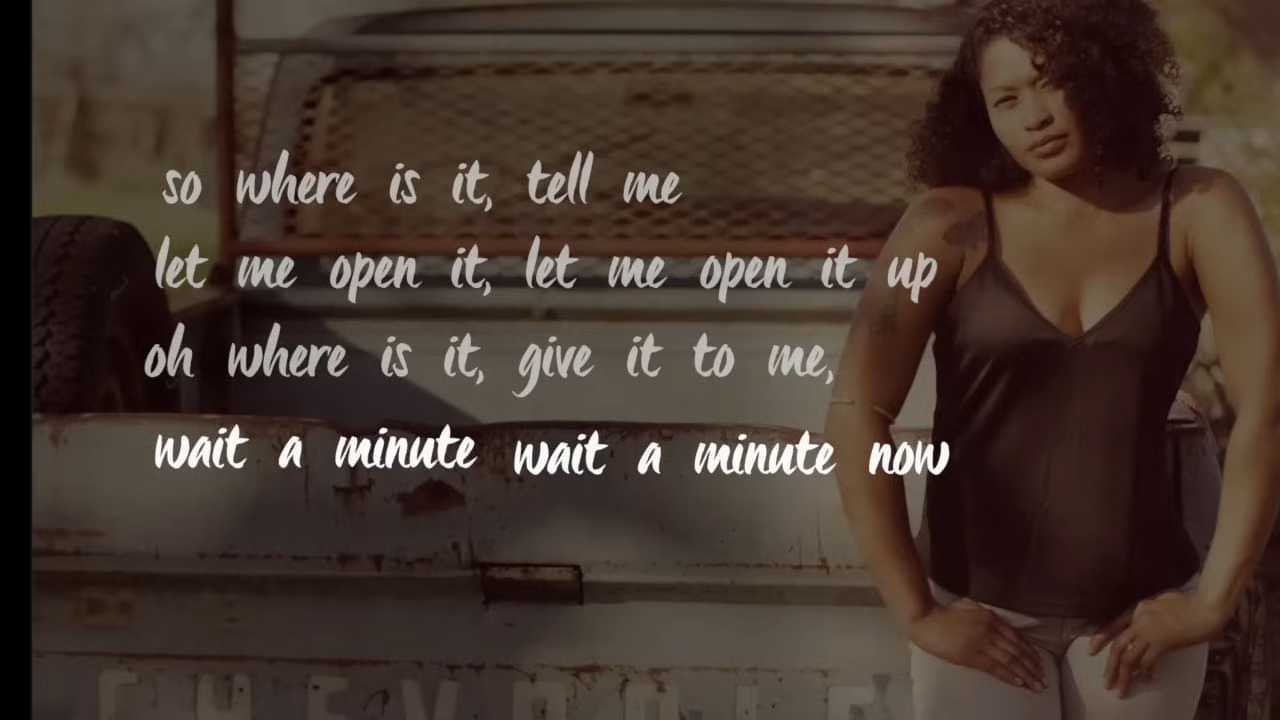 so where is it, tell me
let me open it, let me open it up
oh where is it, give it to me,
wait a minute wait a minute now
CHEVROLE